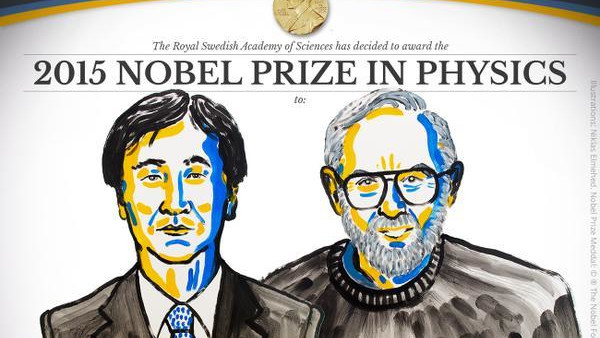 The Royal Swedish Academy of Sciences has decided to award the
2015 NOBEL PRIZE IN PHYSICS
to:
Illustrations: Niklas Elmehed. Nobel Prize Medal: © ® The Nobel Fo